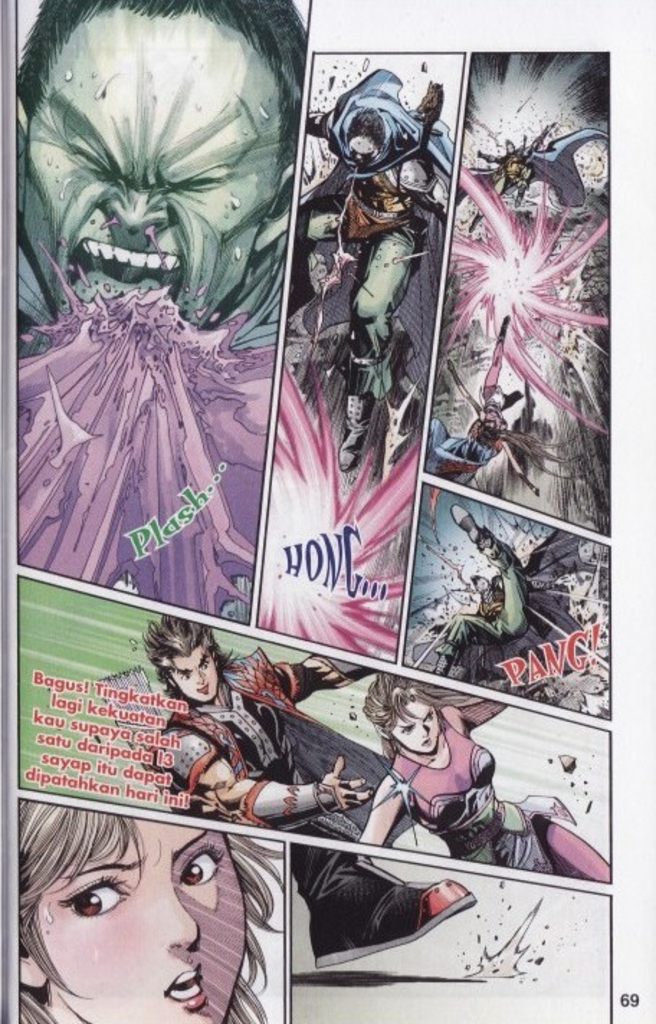 Plash...
HONG...
PANG!
Bagus! Tingkatkan
lagi kekuatan
kau supaya salah
satu daripada 13
sayap itu dapat
dipatahkan hari ini!
69